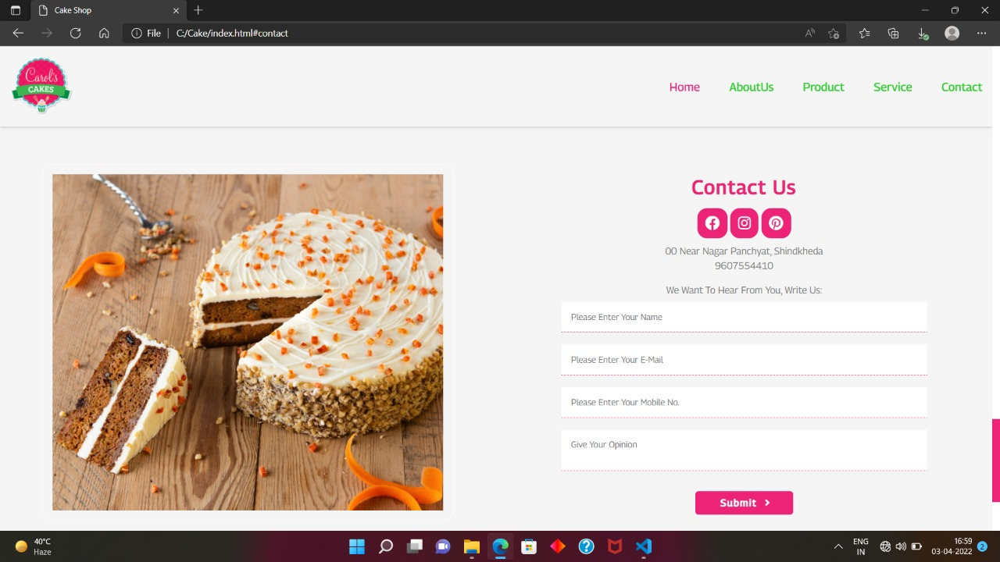 Cake Shop
File
C:/Cake/index.html#contact
Carol's
CAKES
Home
AboutUs
Product
Service
Contact
Contact Us
00 Near Nagar Panchyat, Shindkheda
9607554410
We Want To Hear From You, Write Us:
Please Enter Your Name
Please Enter Your E-Mail
Please Enter Your Mobile No.
Give Your Opinion
Submit
40°C
Haze
ENG
IN
16:59
03-04-2022
2